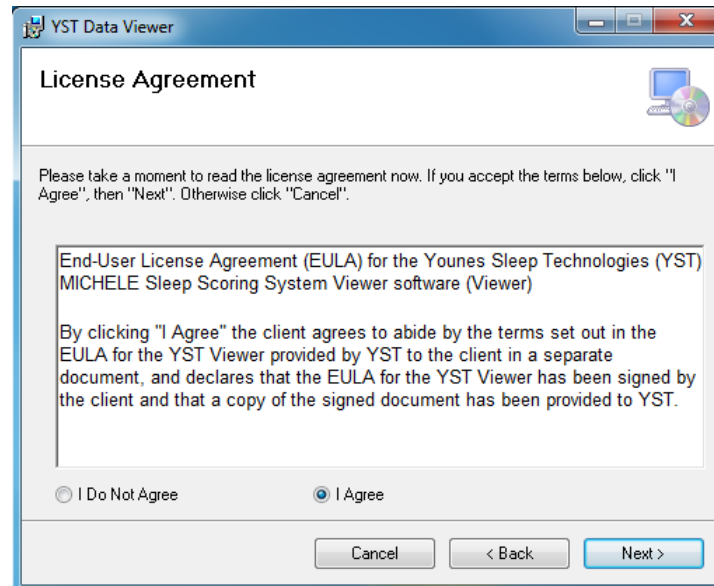 YST Data Viewer
License Agreement
Please take a moment to read the license agreement now. If you accept the terms below, click "I
Agree", then "Next". Otherwise click "Cancel".
End-User License Agreement (EULA) for the Younes Sleep Technologies (YST)
MICHELE Sleep Scoring System Viewer software (Viewer)
By clicking "I Agree" the client agrees to abide by the terms set out in the
EULA for the YST Viewer provided by YST to the client in a separate
document, and declares that the EULA for the YST Viewer has been signed by
the client and that a copy of the signed document has been provided to YST.
I Do Not Agree
I Agree
Cancel
< Back
Next >